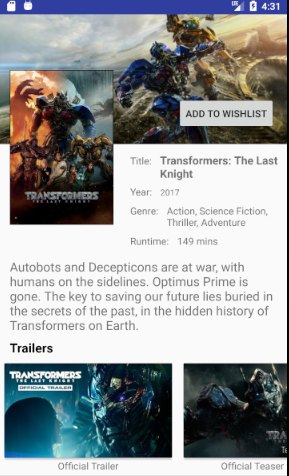 4:31
ADD TO WISHLIST
TRANSFORMERS
THE LAST KNIGHT
Title: Transformers: The Last
Knight
Year: 2017
Genre: Action, Science Fiction,
Thriller, Adventure
Runtime: 149 mins
Autobots and Decepticons are at war, with
humans on the sidelines. Optimus Prime is
gone. The key to saving our future lies buried in
the secrets of the past, in the hidden history of
Transformers on Earth.
Trailers
TRANSFORMERS
THE LAST KNIGHT
OFFICIAL TRAILER
TRA
Official Trailer
Official Teaser